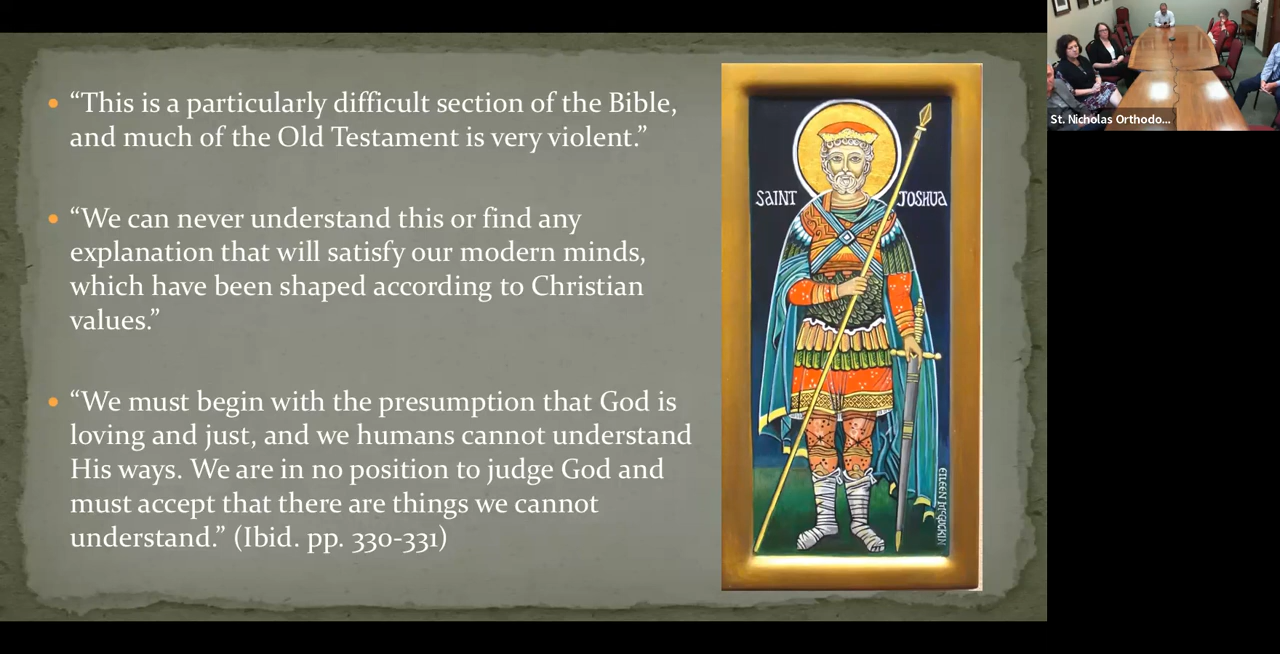 “This is a particularly difficult section of the Bible,
and much of the Old Testament is very violent.”
“We can never understand this or find any
explanation that will satisfy our modern minds,
which have been shaped according to Christian
values.”
“We must begin with the presumption that God is
loving and just, and we humans cannot understand
His ways. We are in no position to judge God and
must accept that there are things we cannot
understand.” (Ibid. pp. 330-331)
SAINT JOSHUA
EILEEN McGUCKIN
St. Nicholas Orthodo...